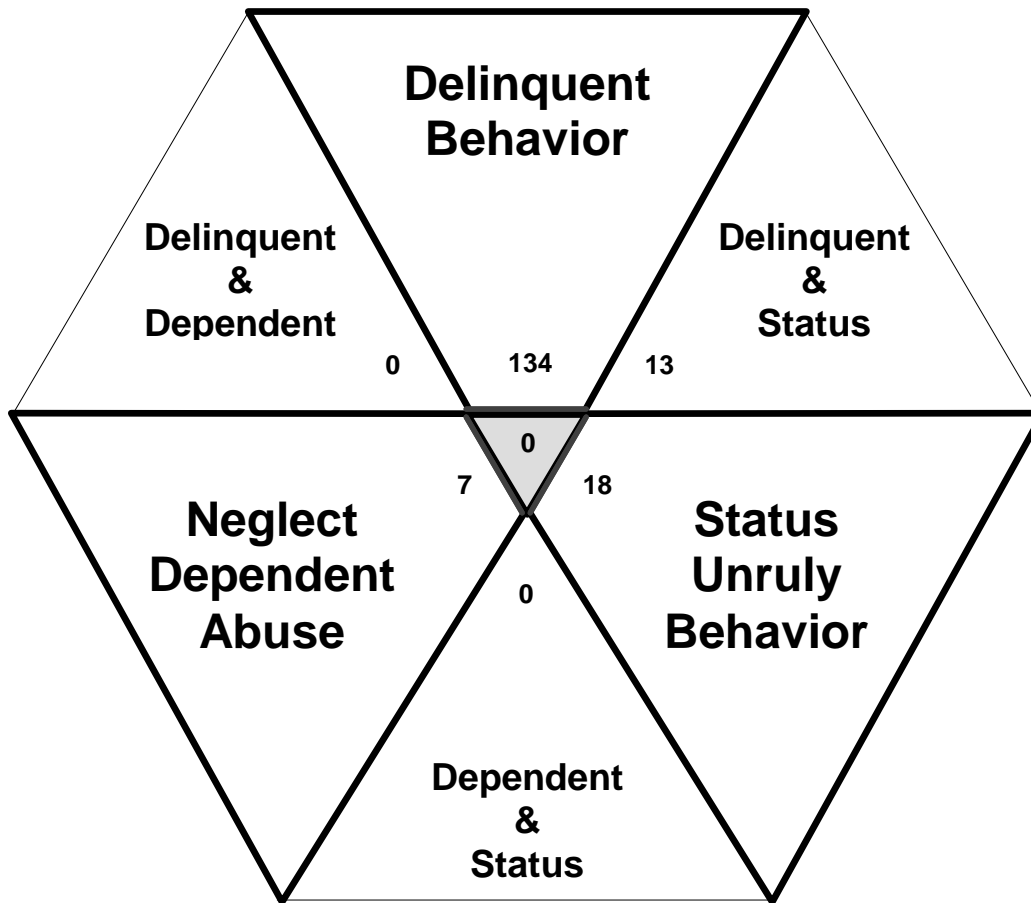 Delinquent
Behavior
Delinquent
&
Dependent
Delinquent
&
Status
0
134
13
0
7
18
Neglect
Dependent
Abuse
Status
Unruly
Behavior
0
Dependent
&
Status